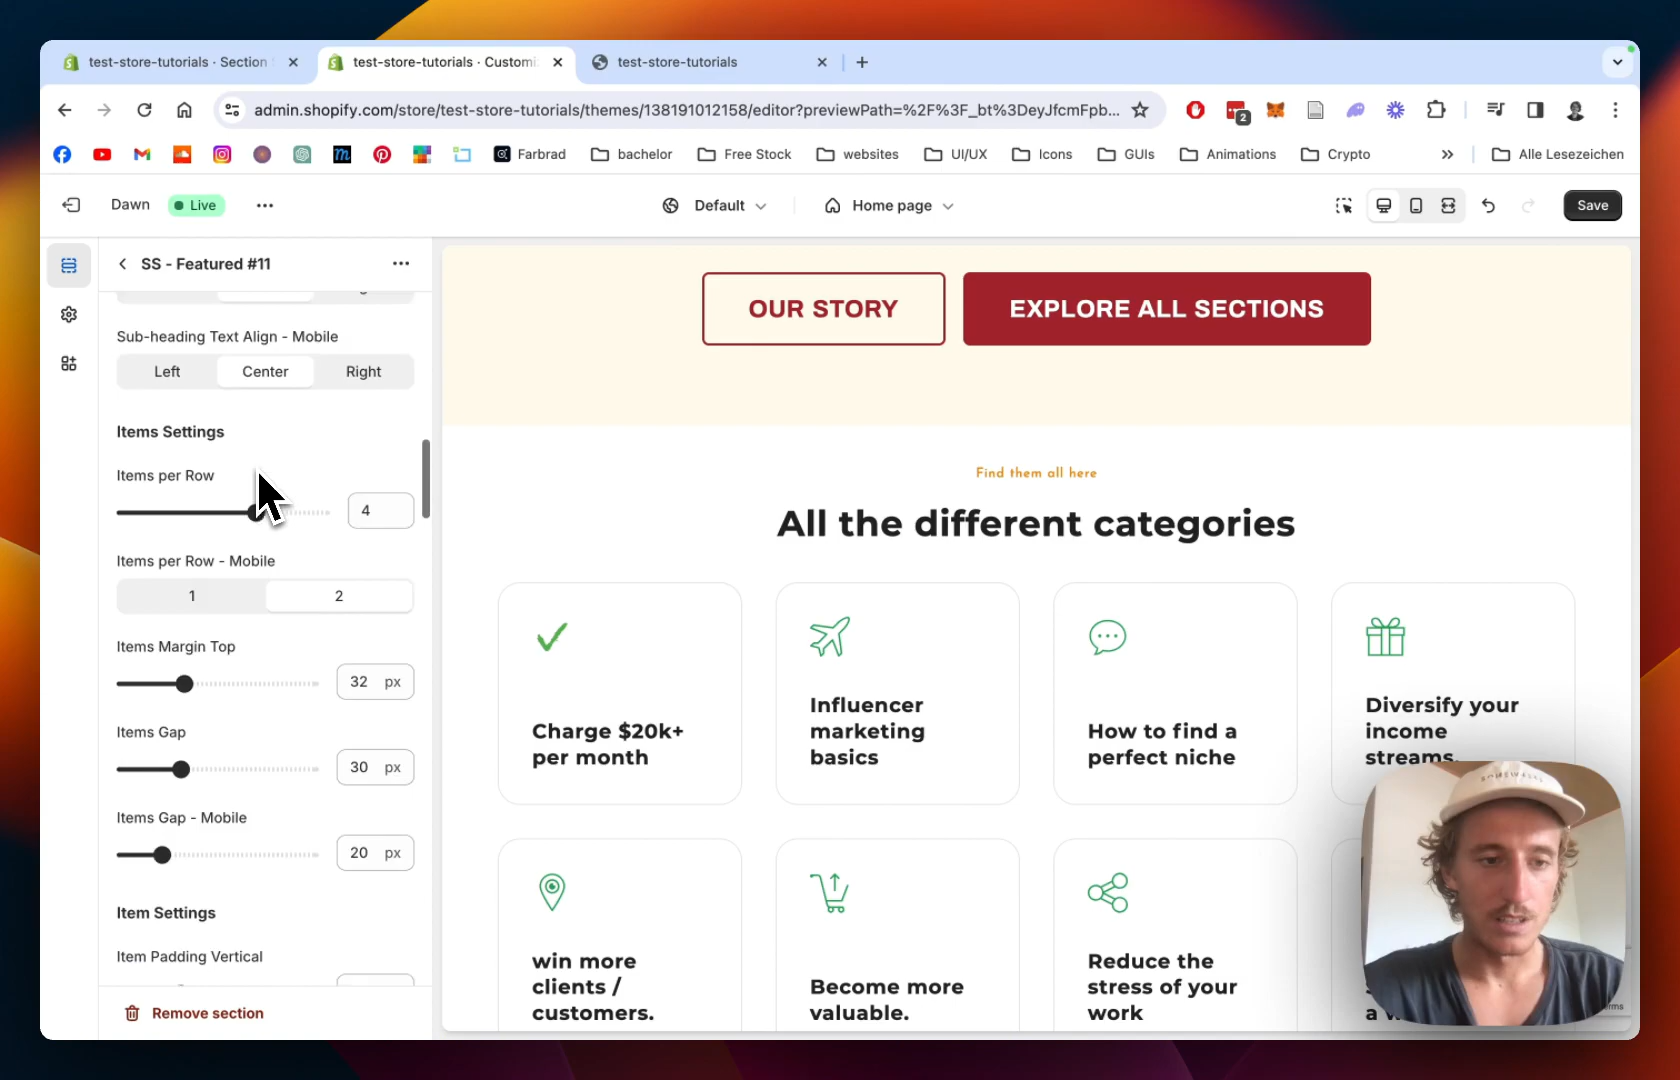 test-store-tutorials · Section
test-store-tutorials · Customi
test-store-tutorials
admin.shopify.com/store/test-store-tutorials/themes/138191012158/editor?previewPath=%2F%3F_bt%3DeyJfcmFpb...
2
Farbrad
bachelor
Free Stock
websites
UI/UX
Icons
GUIs
Animations
Crypto
Alle Lesezeichen
Dawn
Live
Default
Home page
Save
SS - Featured #11
Sub-heading Text Align - Mobile
Left
Center
Right
Items Settings
Items per Row
4
Items per Row - Mobile
1
2
Items Margin Top
32 px
Items Gap
30 px
Items Gap - Mobile
20 px
Item Settings
Item Padding Vertical
Remove section
OUR STORY
EXPLORE ALL SECTIONS
Find them all here
All the different categories
Charge $20k+
per month
Influencer
marketing
basics
How to find a
perfect niche
Diversify your
income
streams.
win more
clients /
customers.
Become more
valuable.
Reduce the
stress of your
work